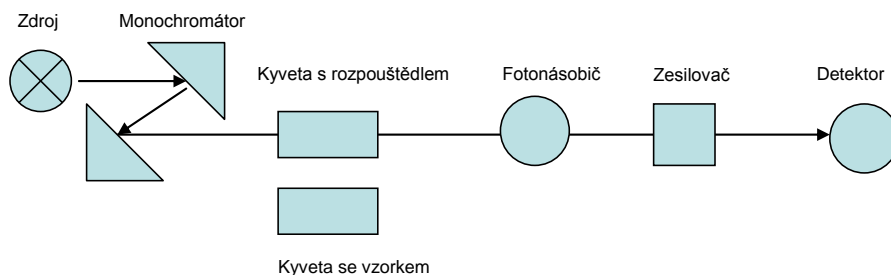 Zdroj
Monochromátor
Kyveta s rozpouštědlem
Fotonásobič
Zesilovač
Detektor
Kyveta se vzorkem